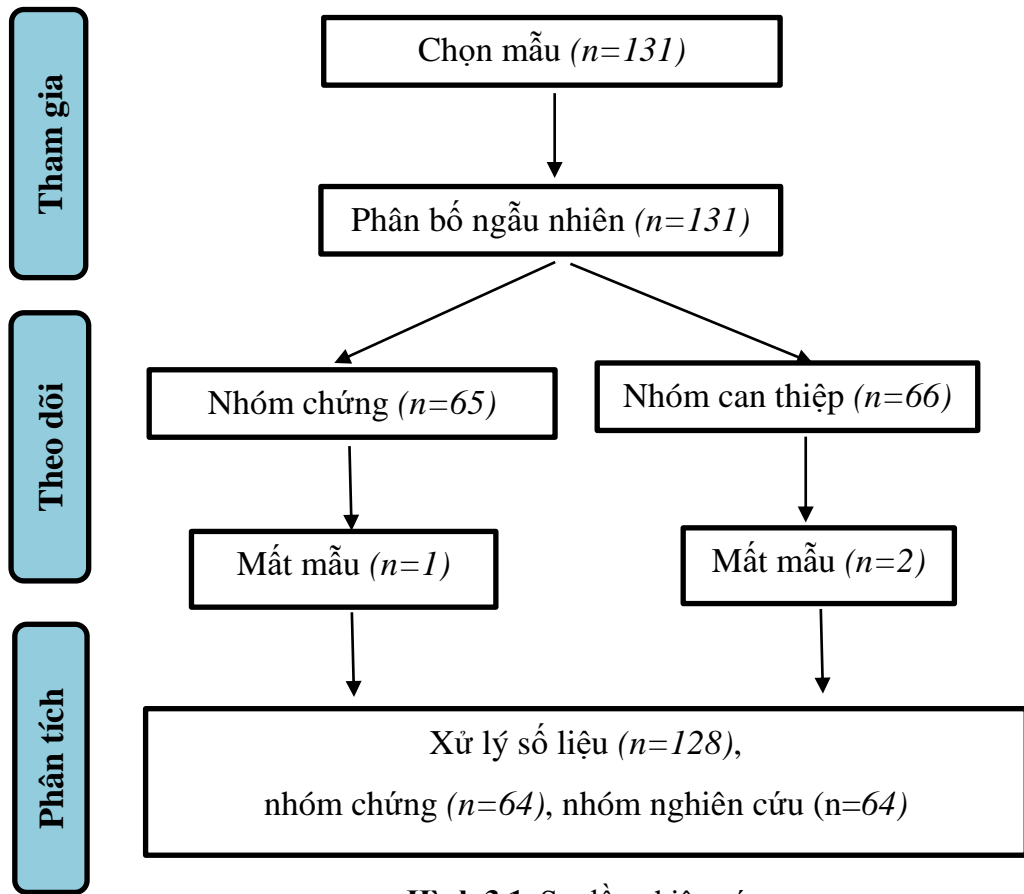 Tham gia
Chọn mẫu (n=131)
Phân bố ngẫu nhiên (n=131)
Theo dõi
Nhóm chứng (n=65)
Nhóm can thiệp (n=66)
Mất mẫu (n=1)
Mất mẫu (n=2)
Phân tích
Xử lý số liệu (n=128),
nhóm chứng (n=64), nhóm nghiên cứu (n=64)